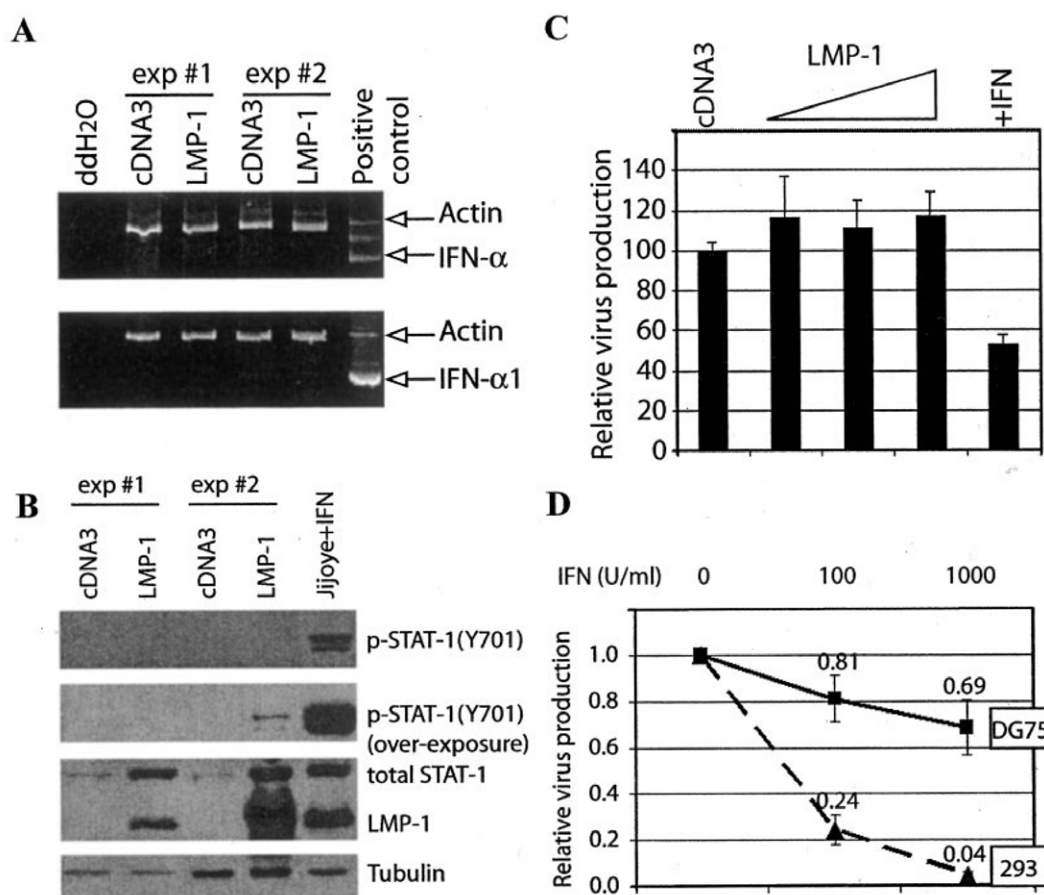 A
exp #1 exp #2
ddH2O cDNA3 LMP-1 cDNA3 LMP-1 Positive control
Actin
IFN-α
Actin
IFN-α1
B
exp #1 exp #2
cDNA3 LMP-1 cDNA3 LMP-1 Jijoye+IFN
p-STAT-1(Y701)
p-STAT-1(Y701)
(over-exposure)
total STAT-1
LMP-1
Tubulin
C
cDNA3 LMP-1 +IFN
Relative virus production
140
120
100
80
60
40
20
0
D
IFN (U/ml) 0 100 1000
Relative virus production
1.0
0.8
0.6
0.4
0.2
0.0
0.81
0.69
DG75
0.24
0.04
293